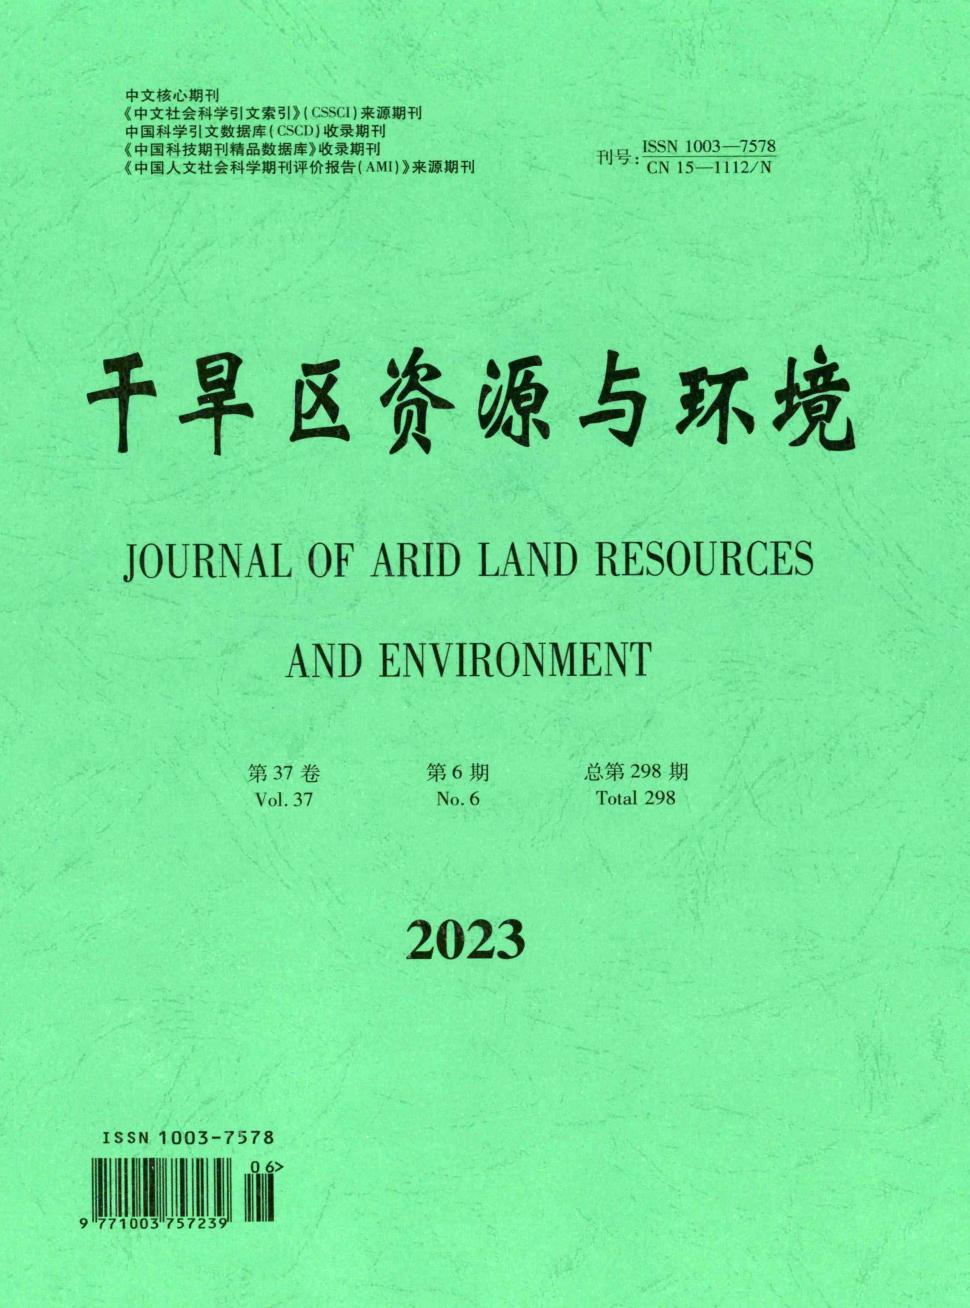 中文核心期刊
《中文社会科学引文索引》(CSSCI)来源期刊
中国科学引文数据库(CSCD)收录期刊
《中国科技期刊精品数据库》收录期刊
《中国人文社会科学期刊评价报告(AMI)》来源期刊
刊号: ISSN 1003—7578
CN 15—1112/N
干旱区资源与环境
JOURNAL OF ARID LAND RESOURCES
AND ENVIRONMENT
第 37 卷 第 6 期 总第 298 期
Vol. 37 No. 6 Total 298
2023
ISSN 1003-7578
06>
9 771003 757239